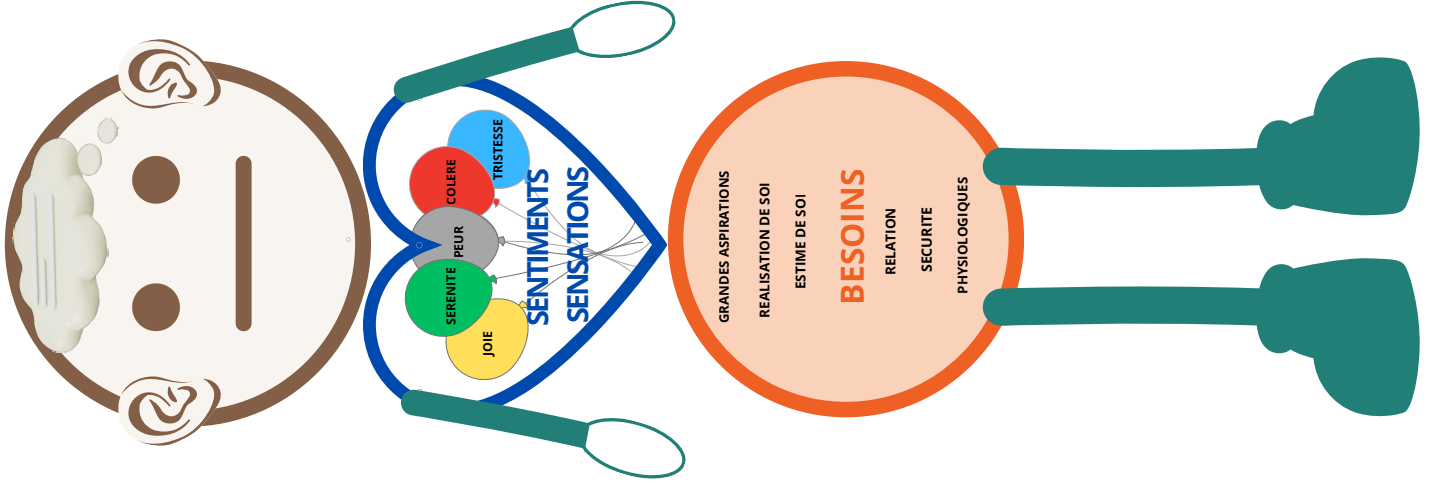 TRISTESSE
COLERE
PEUR
SERENITE
JOIE
SENTIMENTS
SENSATIONS
GRANDES ASPIRATIONS
REALISATION DE SOI
ESTIME DE SOI
BESOINS
RELATION
SECURITE
PHYSIOLOGIQUES